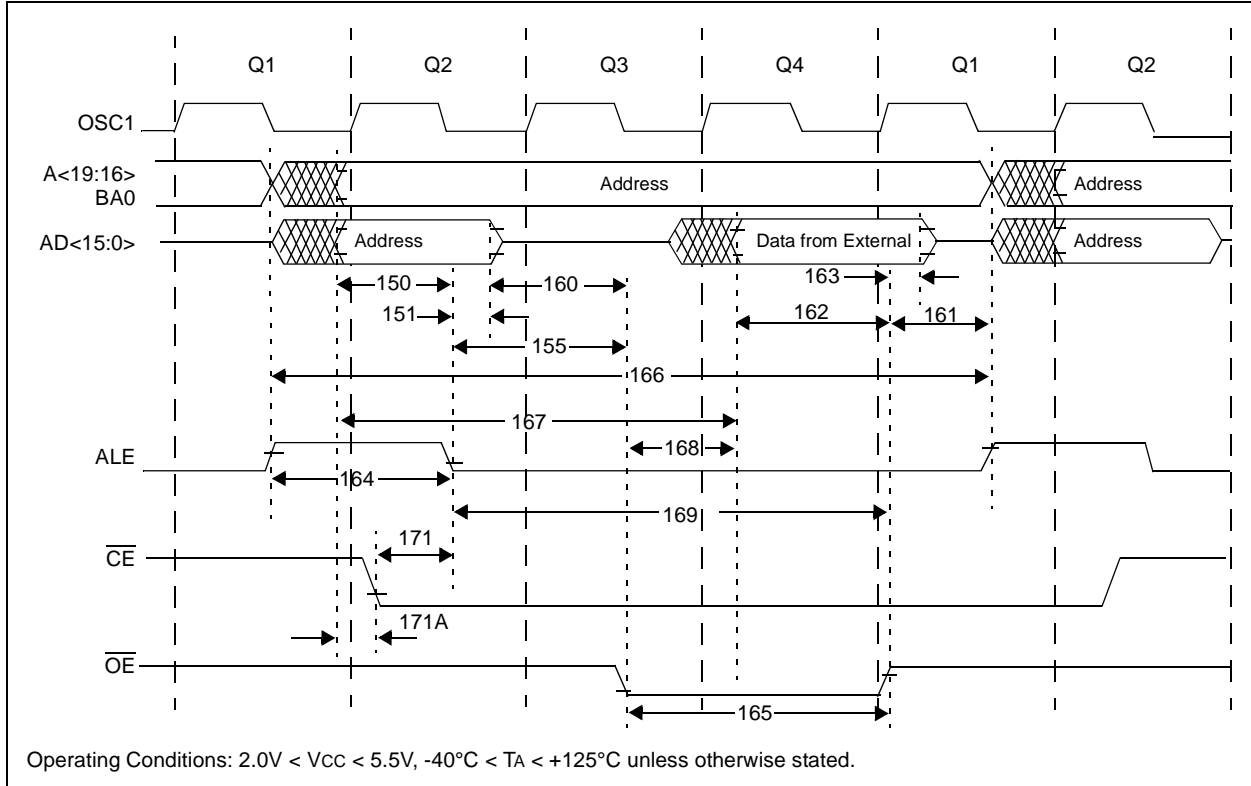 Q1 Q2 Q3 Q4 Q1 Q2
OSC1
A<19:16>
BA0
Address
Address
AD<15:0>
Address
Data from External
Address
163
150
160
151
162
161
155
166
167
ALE
168
164
169
CE
171
171A
OE
165
Operating Conditions: 2.0V < VCC < 5.5V, -40°C < TA < +125°C unless otherwise stated.